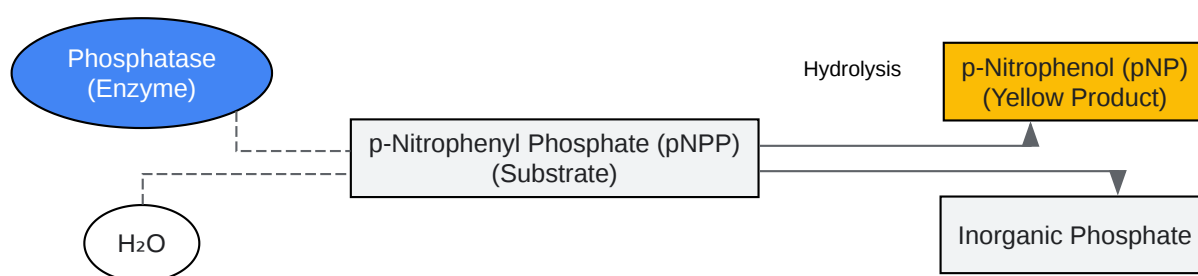 Phosphatase
(Enzyme)
H₂O
p-Nitrophenyl Phosphate (pNPP)
(Substrate)
Hydrolysis
p-Nitrophenol (pNP)
(Yellow Product)
Inorganic Phosphate